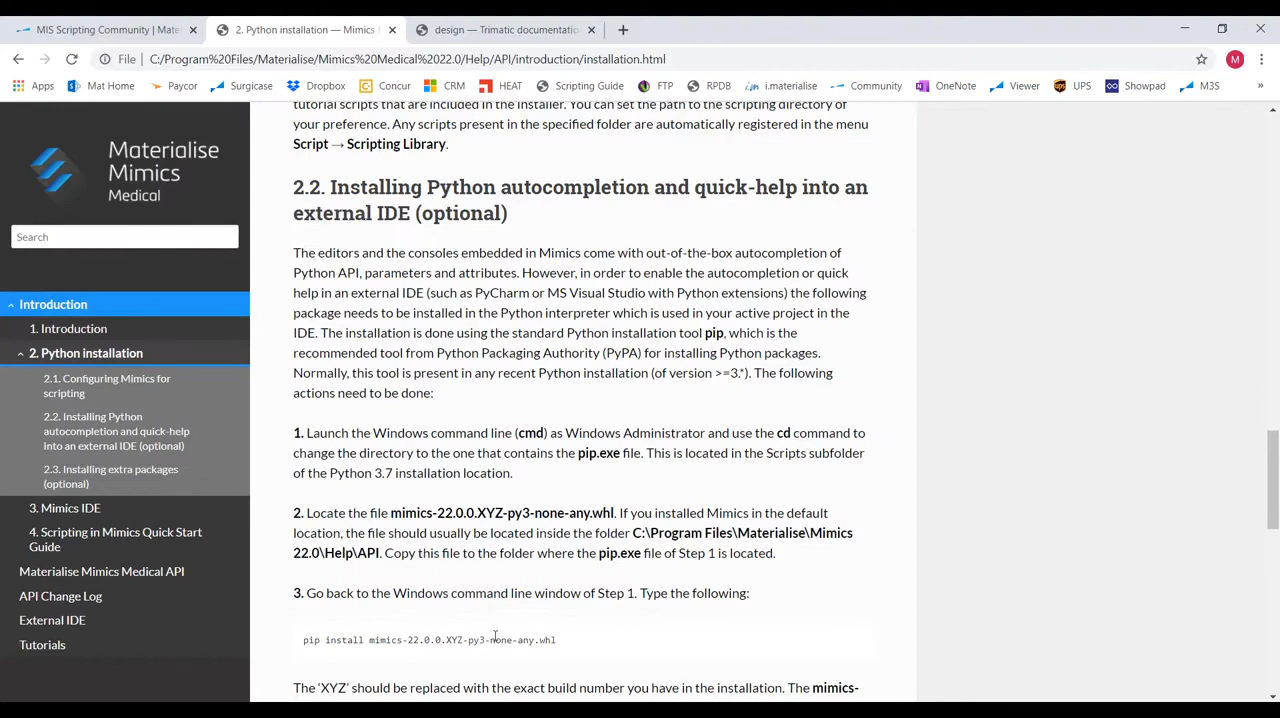 MIS Scripting Community | Mate
2. Python installation — Mimics
design — Trimatic documentatio
File
C:/Program%20Files/Materialise/Mimics%20Medical%2022.0/Help/API/introduction/installation.html
M
Apps
Mat Home
Paycor
Surgicase
Dropbox
Concur
CRM
HEAT
Scripting Guide
FTP
RPDB
i.materialise
Community
OneNote
Viewer
UPS
Showpad
M3S
»
Materialise
Mimics
Medical
Search
Introduction
1. Introduction
2. Python installation
2.1. Configuring Mimics for
scripting
2.2. Installing Python
autocompletion and quick-help
into an external IDE (optional)
2.3. Installing extra packages
(optional)
3. Mimics IDE
4. Scripting in Mimics Quick Start
Guide
Materialise Mimics Medical API
API Change Log
External IDE
Tutorials
tutorial scripts that are included in the installer. You can set the path to the scripting directory of
your preference. Any scripts present in the specified folder are automatically registered in the menu
Script → Scripting Library.
2.2. Installing Python autocompletion and quick-help into an
external IDE (optional)
The editors and the consoles embedded in Mimics come with out-of-the-box autocompletion of
Python API, parameters and attributes. However, in order to enable the autocompletion or quick
help in an external IDE (such as PyCharm or MS Visual Studio with Python extensions) the following
package needs to be installed in the Python interpreter which is used in your active project in the
IDE. The installation is done using the standard Python installation tool pip, which is the
recommended tool from Python Packaging Authority (PyPA) for installing Python packages.
Normally, this tool is present in any recent Python installation (of version >=3.*). The following
actions need to be done:
1. Launch the Windows command line (cmd) as Windows Administrator and use the cd command to
change the directory to the one that contains the pip.exe file. This is located in the Scripts subfolder
of the Python 3.7 installation location.
2. Locate the file mimics-22.0.0.XYZ-py3-none-any.whl. If you installed Mimics in the default
location, the file should usually be located inside the folder C:\Program Files\Materialise\Mimics
22.0\Help\API. Copy this file to the folder where the pip.exe file of Step 1 is located.
3. Go back to the Windows command line window of Step 1. Type the following:
pip install mimics-22.0.0.XYZ-py3-none-any.whl
The ‘XYZ’ should be replaced with the exact build number you have in the installation. The mimics-